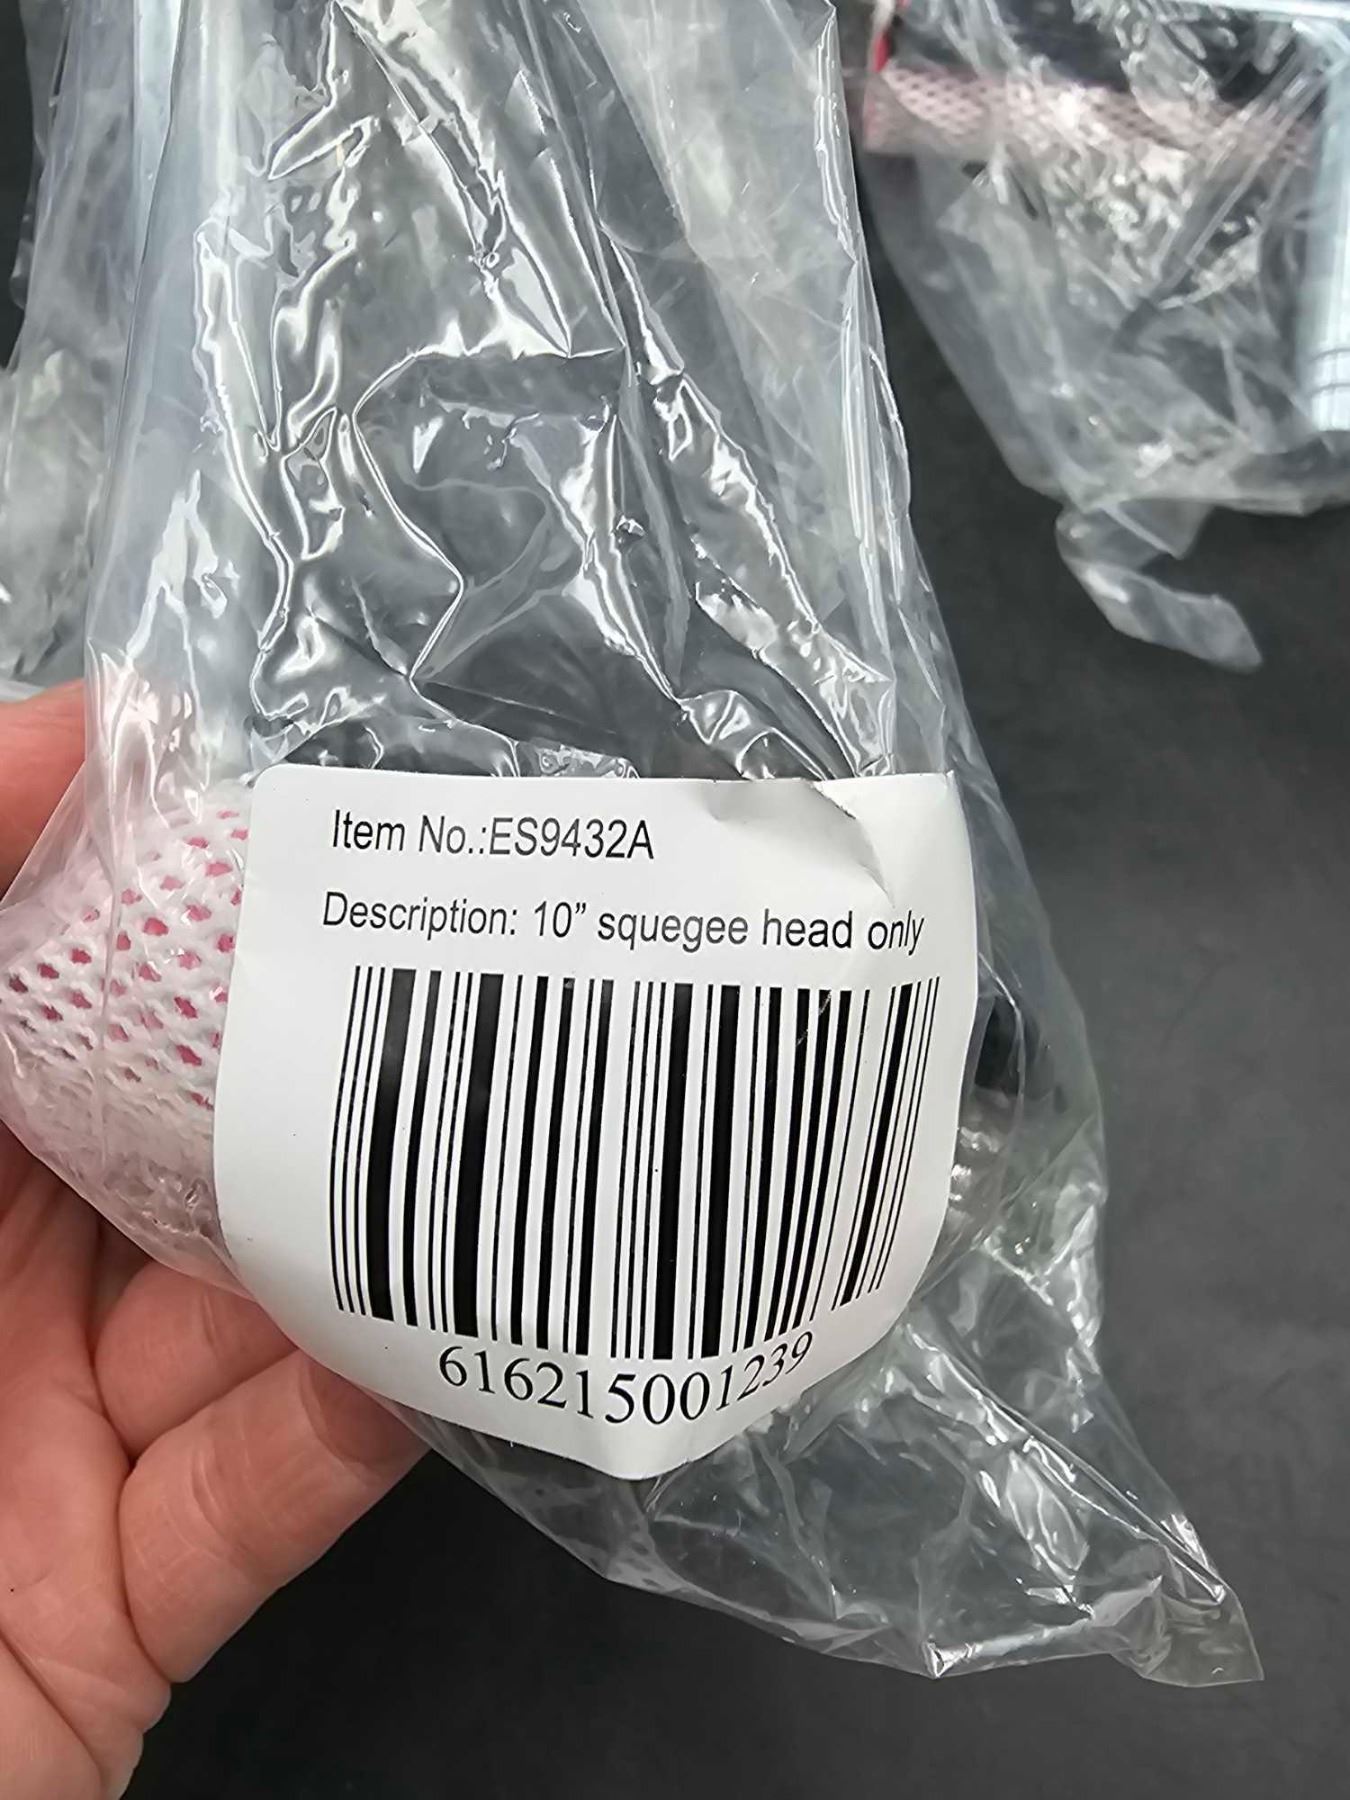 Item No.:ES9432A
Description: 10” squegee head only
616215001239